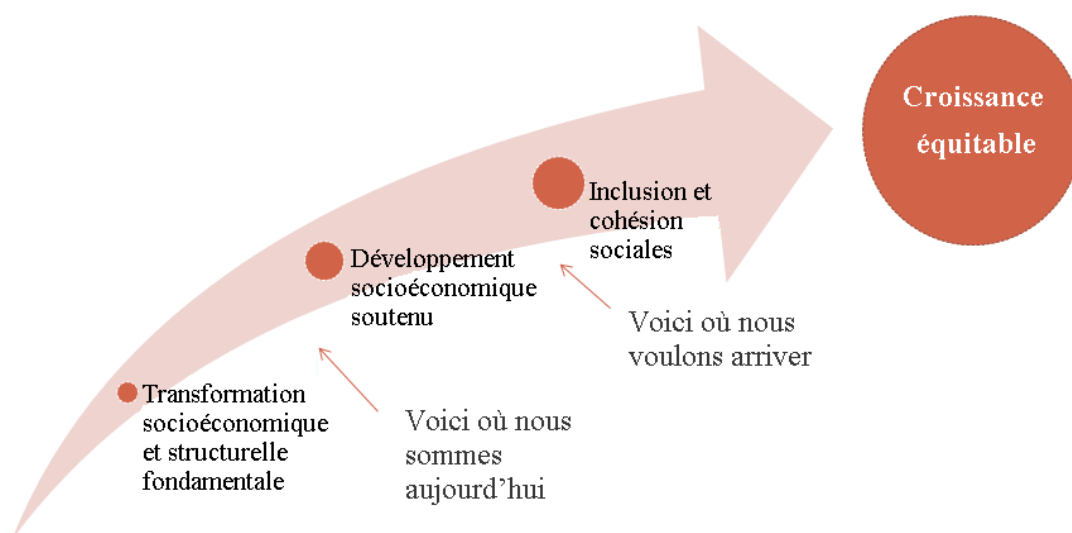 Croissance
équitable
Inclusion et
cohésion
sociales
Développement
socioéconomique
soutenu
Voici où nous
voulons arriver
Transformation
socioéconomique
et structurelle
fondamentale
Voici où nous
sommes
aujourd’hui